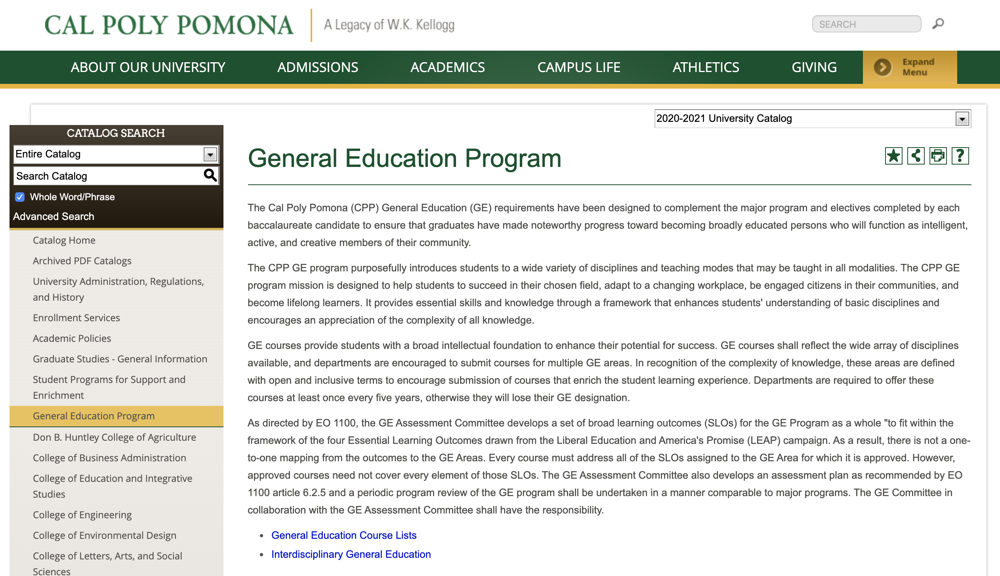 CAL POLY POMONA
A Legacy of W.K. Kellogg
SEARCH
ABOUT OUR UNIVERSITY
ADMISSIONS
ACADEMICS
CAMPUS LIFE
ATHLETICS
GIVING
Expand
Menu
2020-2021 University Catalog
CATALOG SEARCH
Entire Catalog
Search Catalog
Whole Word/Phrase
Advanced Search
Catalog Home
Archived PDF Catalogs
University Administration, Regulations,
and History
Enrollment Services
Academic Policies
Graduate Studies - General Information
Student Programs for Support and
Enrichment
General Education Program
Don B. Huntley College of Agriculture
College of Business Administration
College of Education and Integrative
Studies
College of Engineering
College of Environmental Design
College of Letters, Arts, and Social
Sciences
General Education Program
?
The Cal Poly Pomona (CPP) General Education (GE) requirements have been designed to complement the major program and electives completed by each
baccalaureate candidate to ensure that graduates have made noteworthy progress toward becoming broadly educated persons who will function as intelligent,
active, and creative members of their community.
The CPP GE program purposefully introduces students to a wide variety of disciplines and teaching modes that may be taught in all modalities. The CPP GE
program mission is designed to help students to succeed in their chosen field, adapt to a changing workplace, be engaged citizens in their communities, and
become lifelong learners. It provides essential skills and knowledge through a framework that enhances students' understanding of basic disciplines and
encourages an appreciation of the complexity of all knowledge.
GE courses provide students with a broad intellectual foundation to enhance their potential for success. GE courses shall reflect the wide array of disciplines
available, and departments are encouraged to submit courses for multiple GE areas. In recognition of the complexity of knowledge, these areas are defined
with open and inclusive terms to encourage submission of courses that enrich the student learning experience. Departments are required to offer these
courses at least once every five years, otherwise they will lose their GE designation.
As directed by EO 1100, the GE Assessment Committee develops a set of broad learning outcomes (SLOs) for the GE Program as a whole "to fit within the
framework of the four Essential Learning Outcomes drawn from the Liberal Education and America's Promise (LEAP) campaign. As a result, there is not a one-
to-one mapping from the outcomes to the GE Areas. Every course must address all of the SLOs assigned to the GE Area for which it is approved. However,
approved courses need not cover every element of those SLOs. The GE Assessment Committee also develops an assessment plan as recommended by EO
1100 article 6.2.5 and a periodic program review of the GE program shall be undertaken in a manner comparable to major programs. The GE Committee in
collaboration with the GE Assessment Committee shall have the responsibility.
• General Education Course Lists
• Interdisciplinary General Education